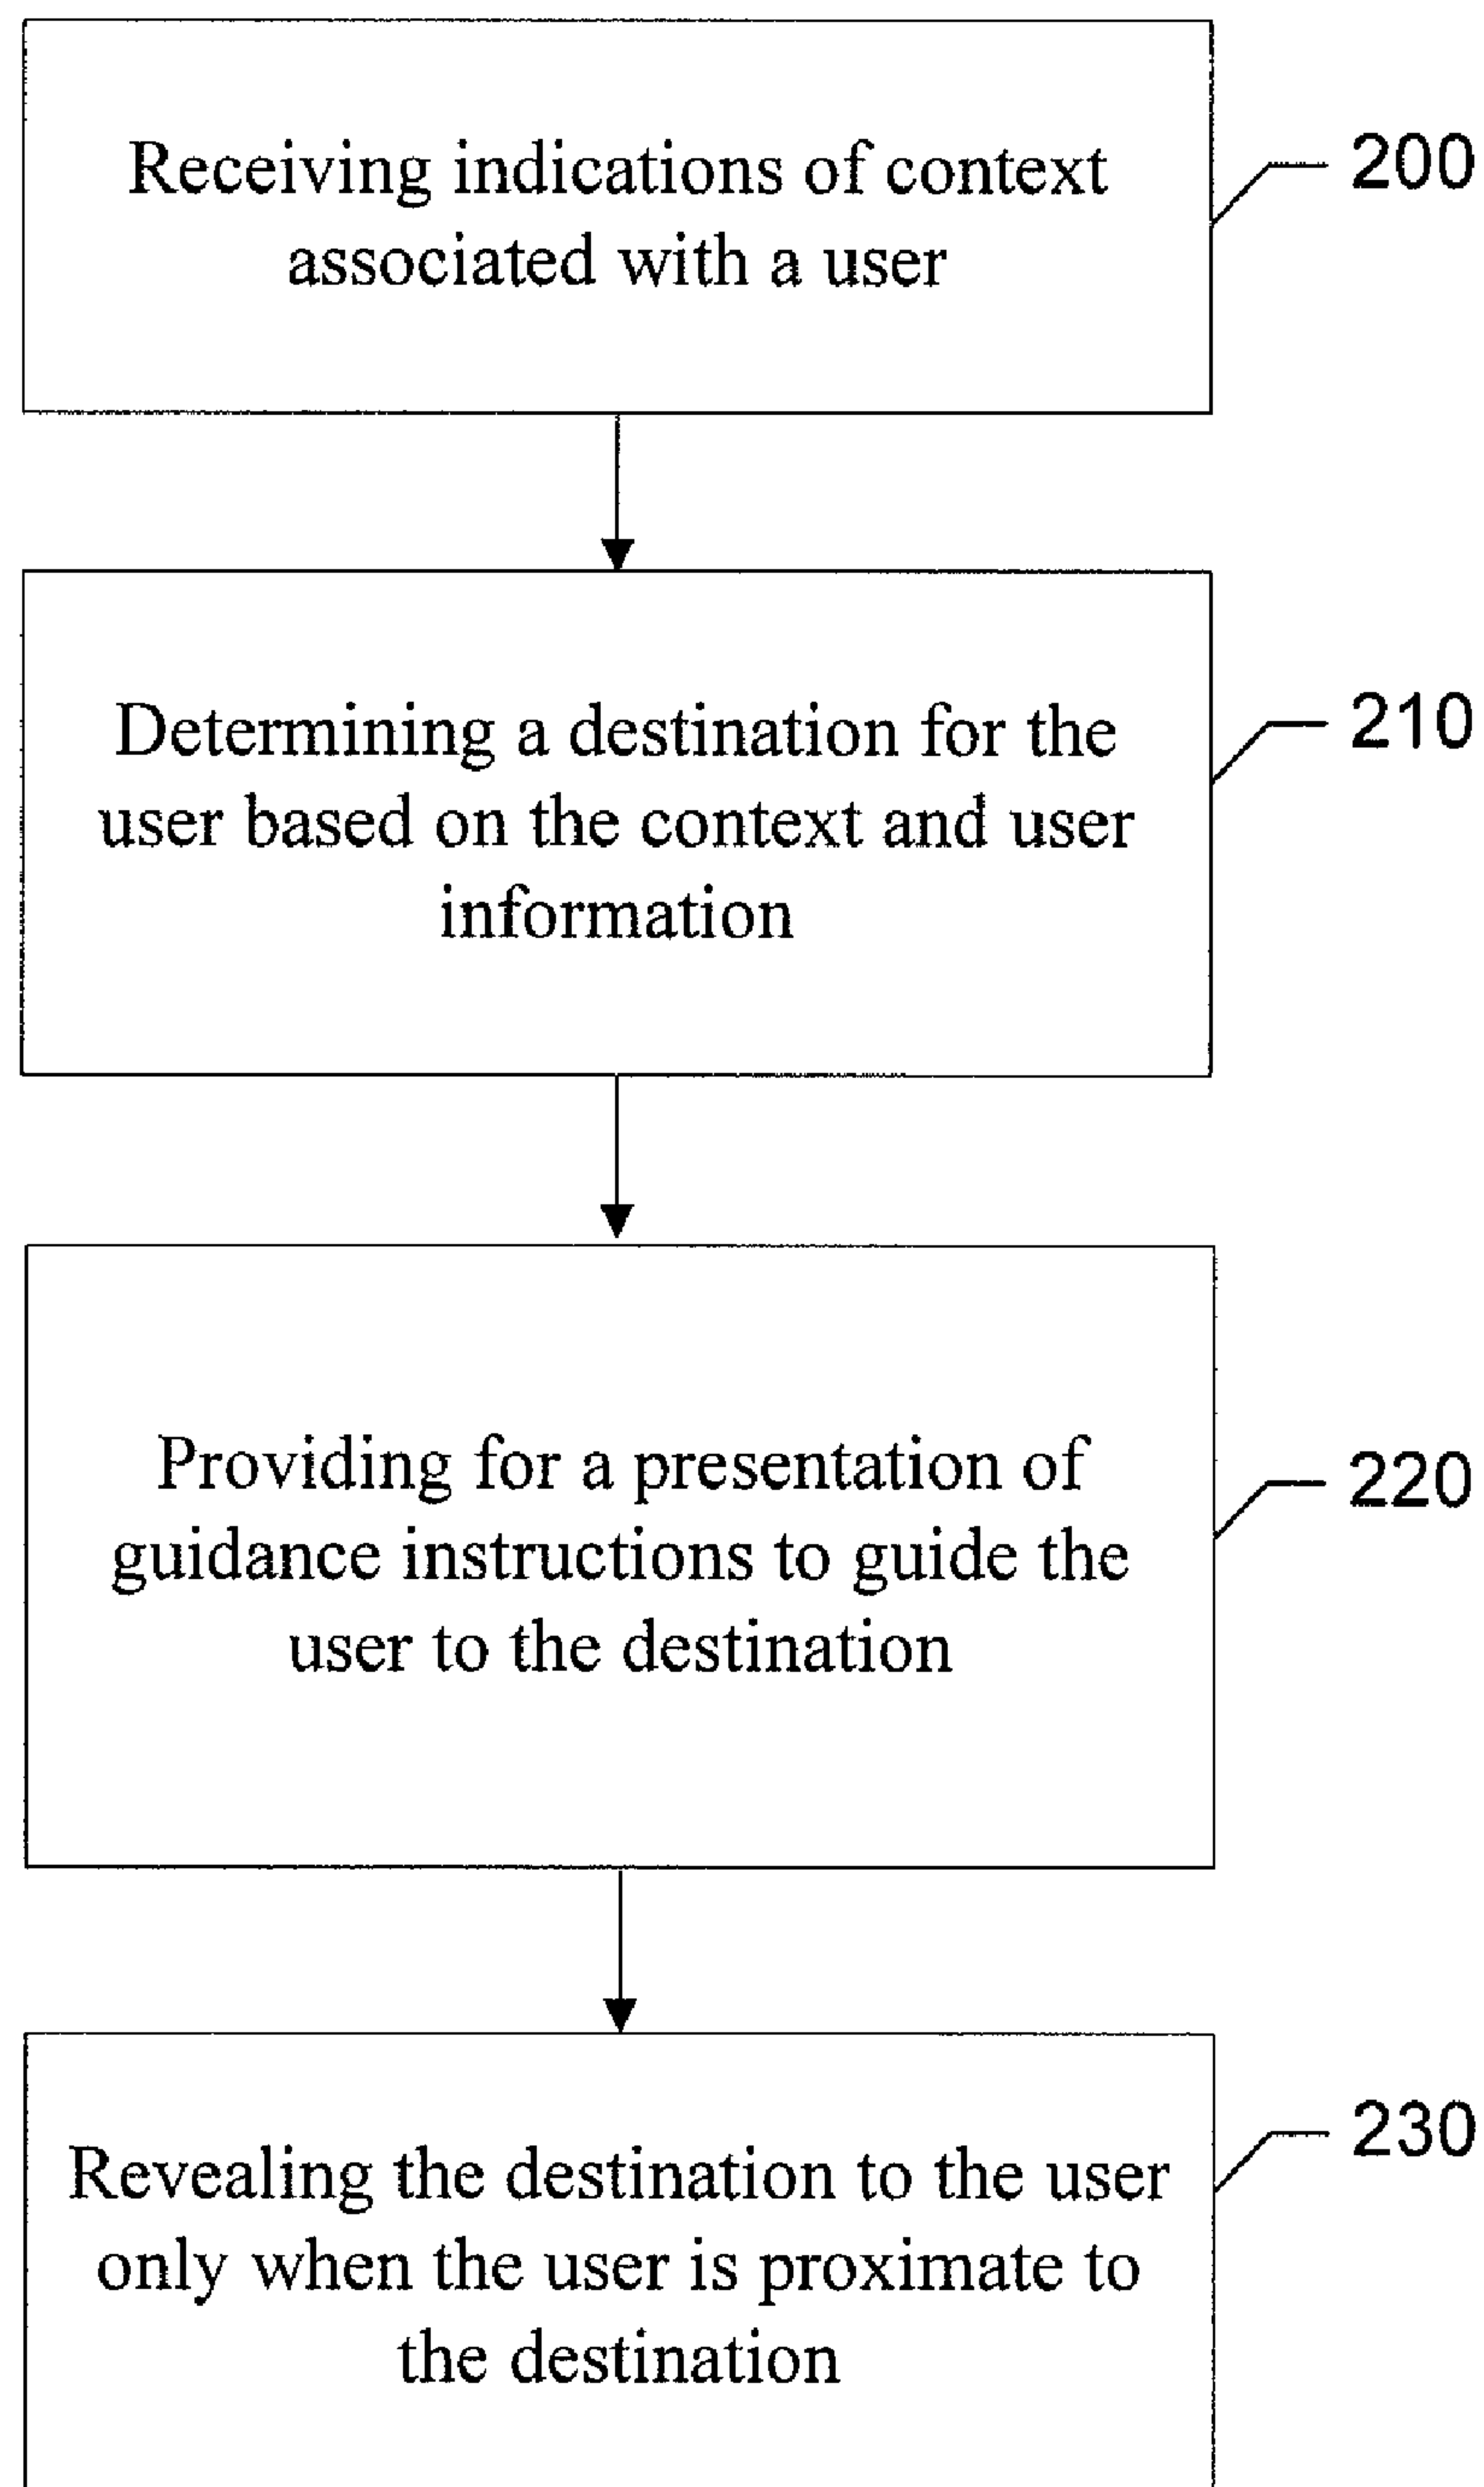 Receiving indications of context
associated with a user
200
Determining a destination for the
user based on the context and user
information
210
Providing for a presentation of
guidance instructions to guide the
user to the destination
220
Revealing the destination to the user
only when the user is proximate to
the destination
230